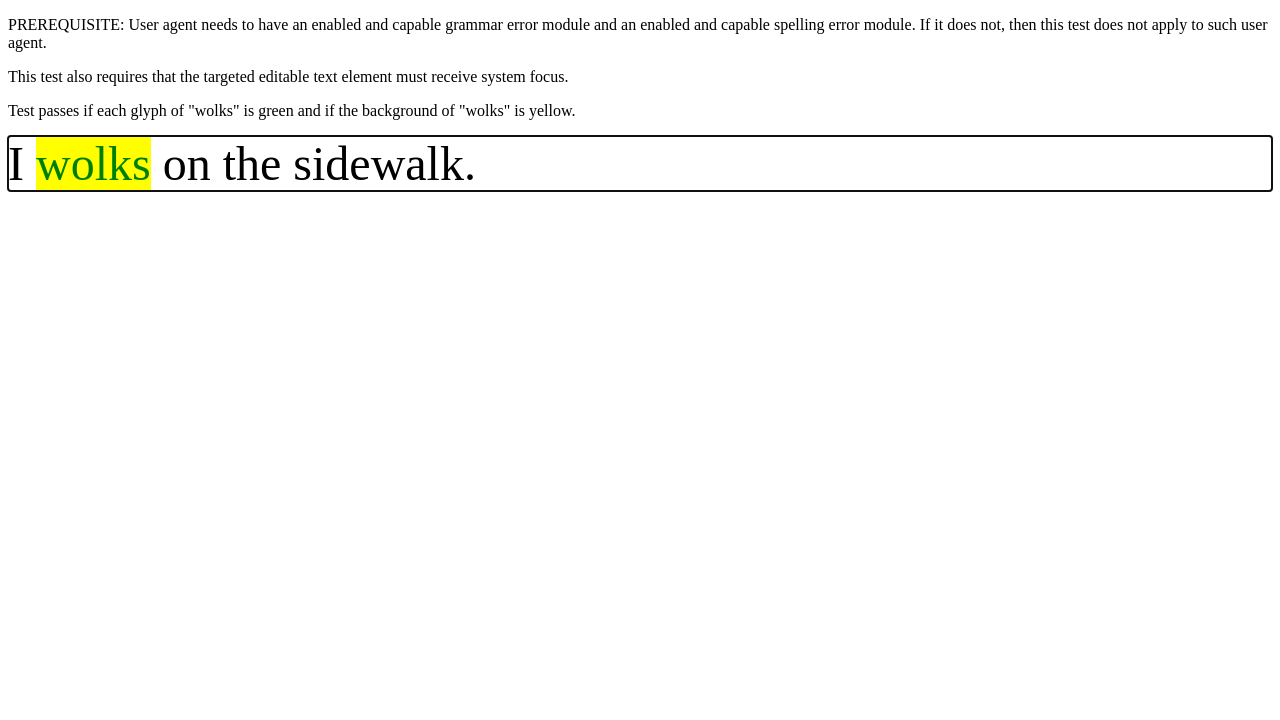 PREREQUISITE: User agent needs to have an enabled and capable grammar error module and an enabled and capable spelling error module. If it does not, then this test does not apply to such user
agent.
This test also requires that the targeted editable text element must receive system focus.
Test passes if each glyph of "wolks" is green and if the background of "wolks" is yellow.
I wolks on the sidewalk.